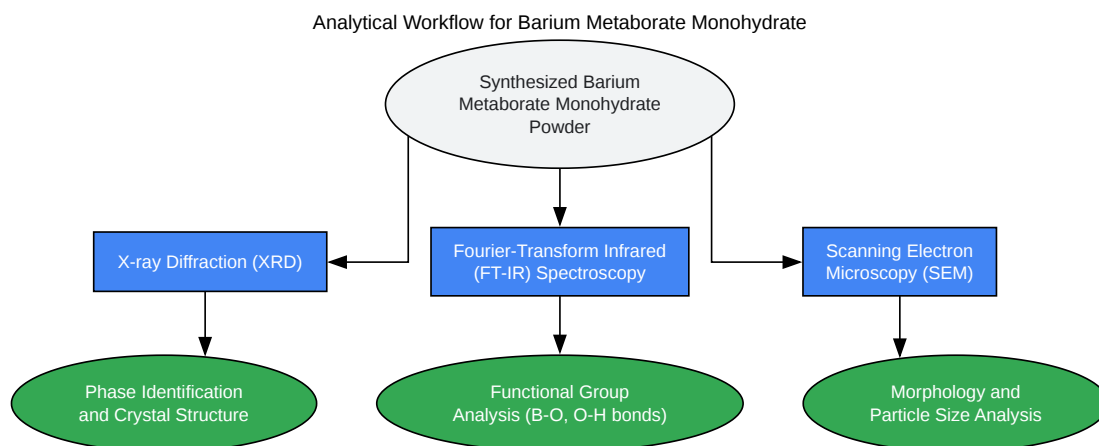 Analytical Workflow for Barium Metaborate Monohydrate
Synthesized Barium
Metaborate Monohydrate
Powder
X-ray Diffraction (XRD)
Fourier-Transform Infrared
(FT-IR) Spectroscopy
Scanning Electron
Microscopy (SEM)
Phase Identification
and Crystal Structure
Functional Group
Analysis (B-O, O-H bonds)
Morphology and
Particle Size Analysis